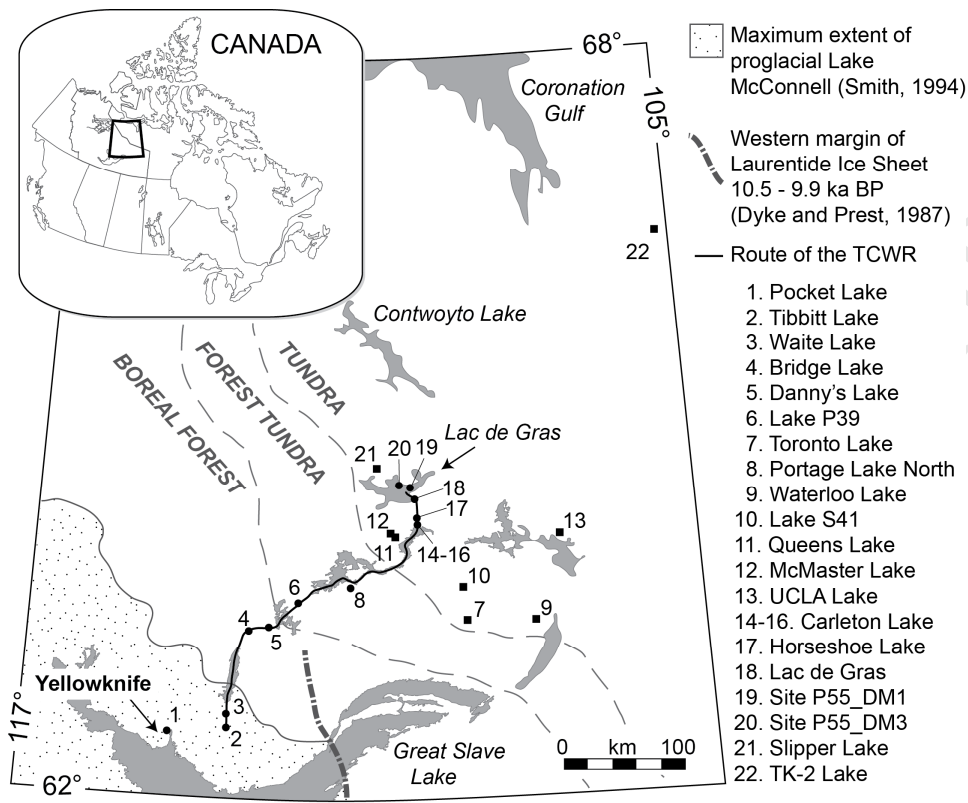 CANADA
68°
105°
Coronation
Gulf
22
Contwoyto Lake
BOREAL FOREST
FOREST TUNDRA
TUNDRA
Lac de Gras
21
20
19
18
17
12
11
14-16
13
10
6
8
7
9
4
5
Yellowknife
1
3
2
117°
62°
Great Slave
Lake
0 km 100
Maximum extent of
proglacial Lake
McConnell (Smith, 1994)
Western margin of
Laurentide Ice Sheet
10.5 - 9.9 ka BP
(Dyke and Prest, 1987)
Route of the TCWR
1. Pocket Lake
2. Tibbitt Lake
3. Waite Lake
4. Bridge Lake
5. Danny's Lake
6. Lake P39
7. Toronto Lake
8. Portage Lake North
9. Waterloo Lake
10. Lake S41
11. Queens Lake
12. McMaster Lake
13. UCLA Lake
14-16. Carleton Lake
17. Horseshoe Lake
18. Lac de Gras
19. Site P55_DM1
20. Site P55_DM3
21. Slipper Lake
22. TK-2 Lake